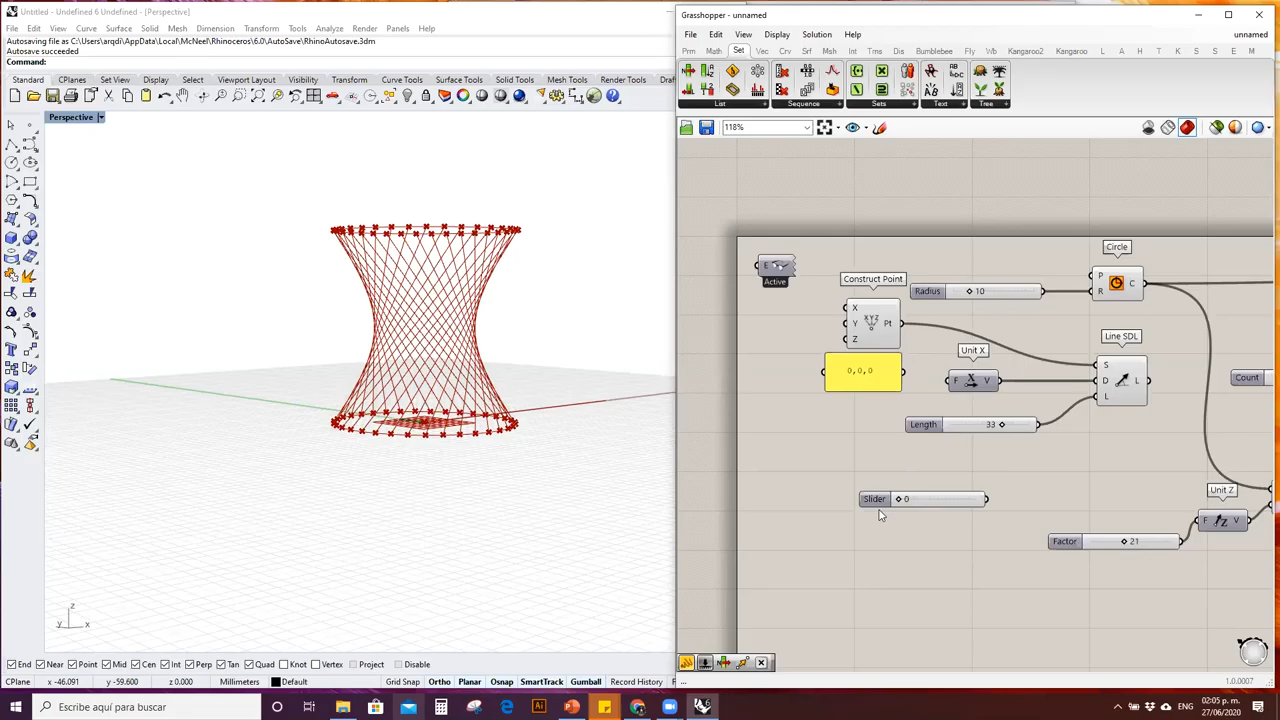 Untitled - Undefined 6 Undefined - [Perspective]
File Edit View Curve Surface Solid Mesh Dimension Transform Tools Analyze Render Panels Help
Autosaving file as C:\Users\arqdi\AppData\Local\McNeel\Rhinoceros\6.0\AutoSave\RhinoAutosave.3dm
Autosave succeeded
Command:
Standard CPlanes Set View Display Select Viewport Layout Visibility Transform Curve Tools Surface Tools Solid Tools Mesh Tools Render Tools Draf
Perspective
z
y x
End Near Point Mid Cen Int Perp Tan Quad Knot Vertex Project Disable
CPlane x -46.091 y -59.600 z 0.000 Millimeters Default Grid Snap Ortho Planar Osnap SmartTrack Gumball Record History
Grasshopper - unnamed
File Edit View Display Solution Help unnamed
Prm Math Set Vec Crv Srf Msh Int Trns Dis Bumblebee Fly Wb Kangaroo2 Kangaroo L A H T K S S E M
List Sequence Sets Text Tree
118%
E
Active
Construct Point
X
Y
Z
Pt
0,0,0
Radius 10
Circle
P
R
C
Unit X
F X V
Line SDL
S
D
L
L
Length 33
Count
Slider 0
Unit Z
F Z V
Factor 21
...
1.0.0007
Escribe aquí para buscar
ENG
02:05 p. m.
27/06/2020